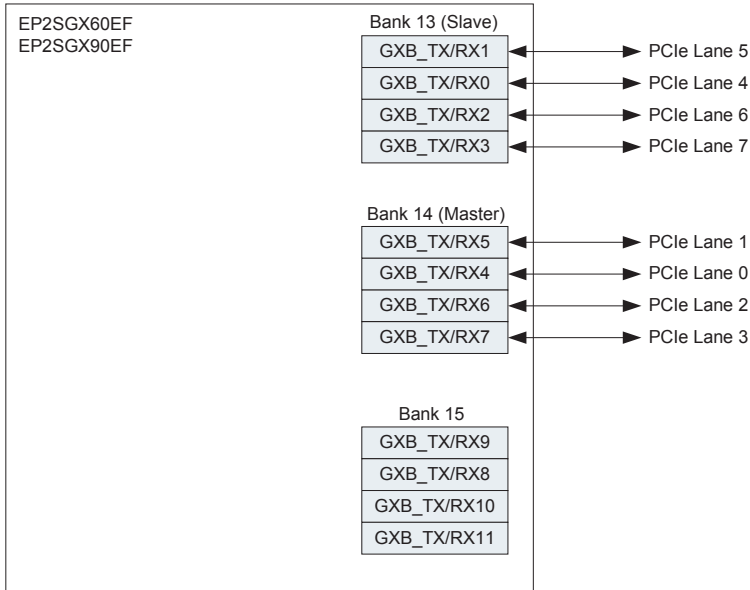 EP2SGX60EF
EP2SGX90EF
Bank 13 (Slave)
GXB_TX/RX1 PCIe Lane 5
GXB_TX/RX0 PCIe Lane 4
GXB_TX/RX2 PCIe Lane 6
GXB_TX/RX3 PCIe Lane 7
Bank 14 (Master)
GXB_TX/RX5 PCIe Lane 1
GXB_TX/RX4 PCIe Lane 0
GXB_TX/RX6 PCIe Lane 2
GXB_TX/RX7 PCIe Lane 3
Bank 15
GXB_TX/RX9
GXB_TX/RX8
GXB_TX/RX10
GXB_TX/RX11